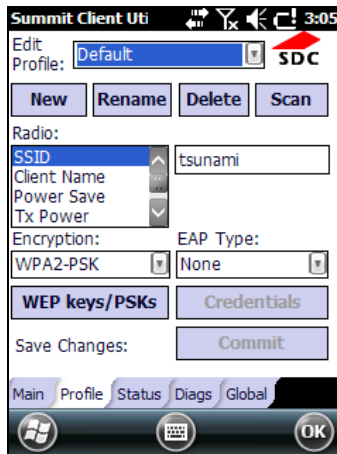 Summit Client Uti 3:05
Edit Profile: Default SDC
New Rename Delete Scan
Radio:
SSID tsunami
Client Name
Power Save
Tx Power
Encryption: EAP Type:
WPA2-PSK None
WEP keys/PSKs Credentials
Save Changes: Commit
Main Profile Status Diags Global
OK